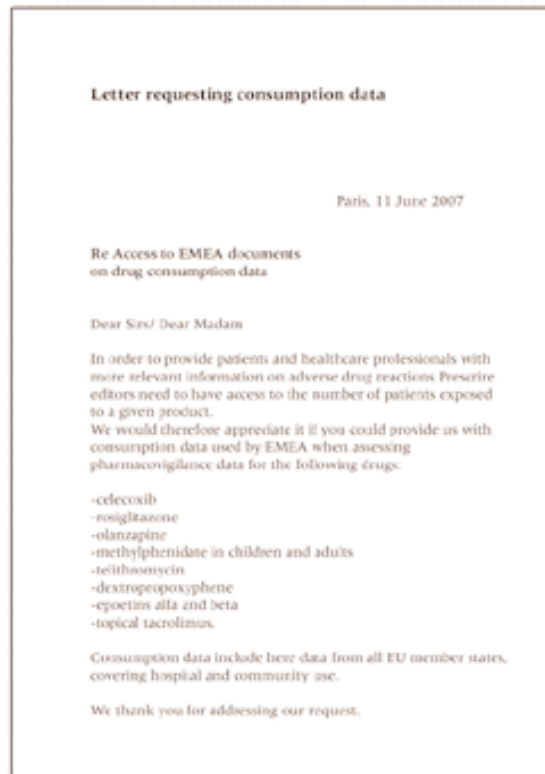 Letter requesting consumption data
Paris, 11 June 2007
Re Access to EMEA documents
on drug consumption data
Dear Sirs/ Dear Madam
In order to provide patients and healthcare professionals with
more relevant information on adverse drug reactions Prescrire
editors need to have access to the number of patients exposed
to a given product.
We would therefore appreciate it if you could provide us with
consumption data used by EMEA when assessing
pharmacovigilance data for the following drugs:
-celecoxib
-rosiglitazone
-olanzapine
-methylphenidate in children and adults
-telithromycin
-dextropropoxyphene
-epoetins alfa and beta
-topical tacrolimus.
Consumption data include here data from all EU member states,
covering hospital and community use.
We thank you for addressing our request.